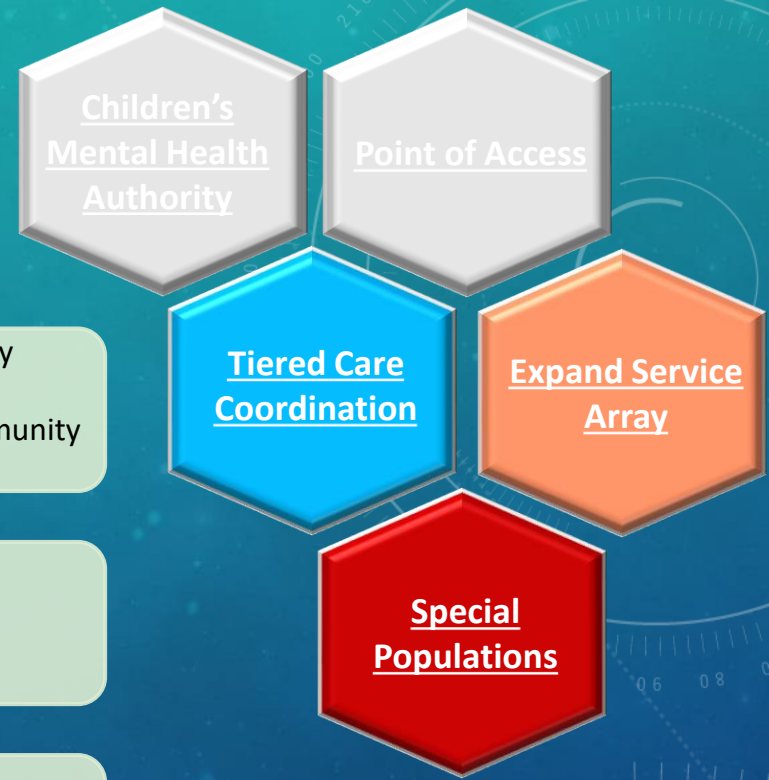 Children's
Mental Health
Authority
Point of Access
Tiered Care
Coordination
Expand Service
Array
Special
Populations